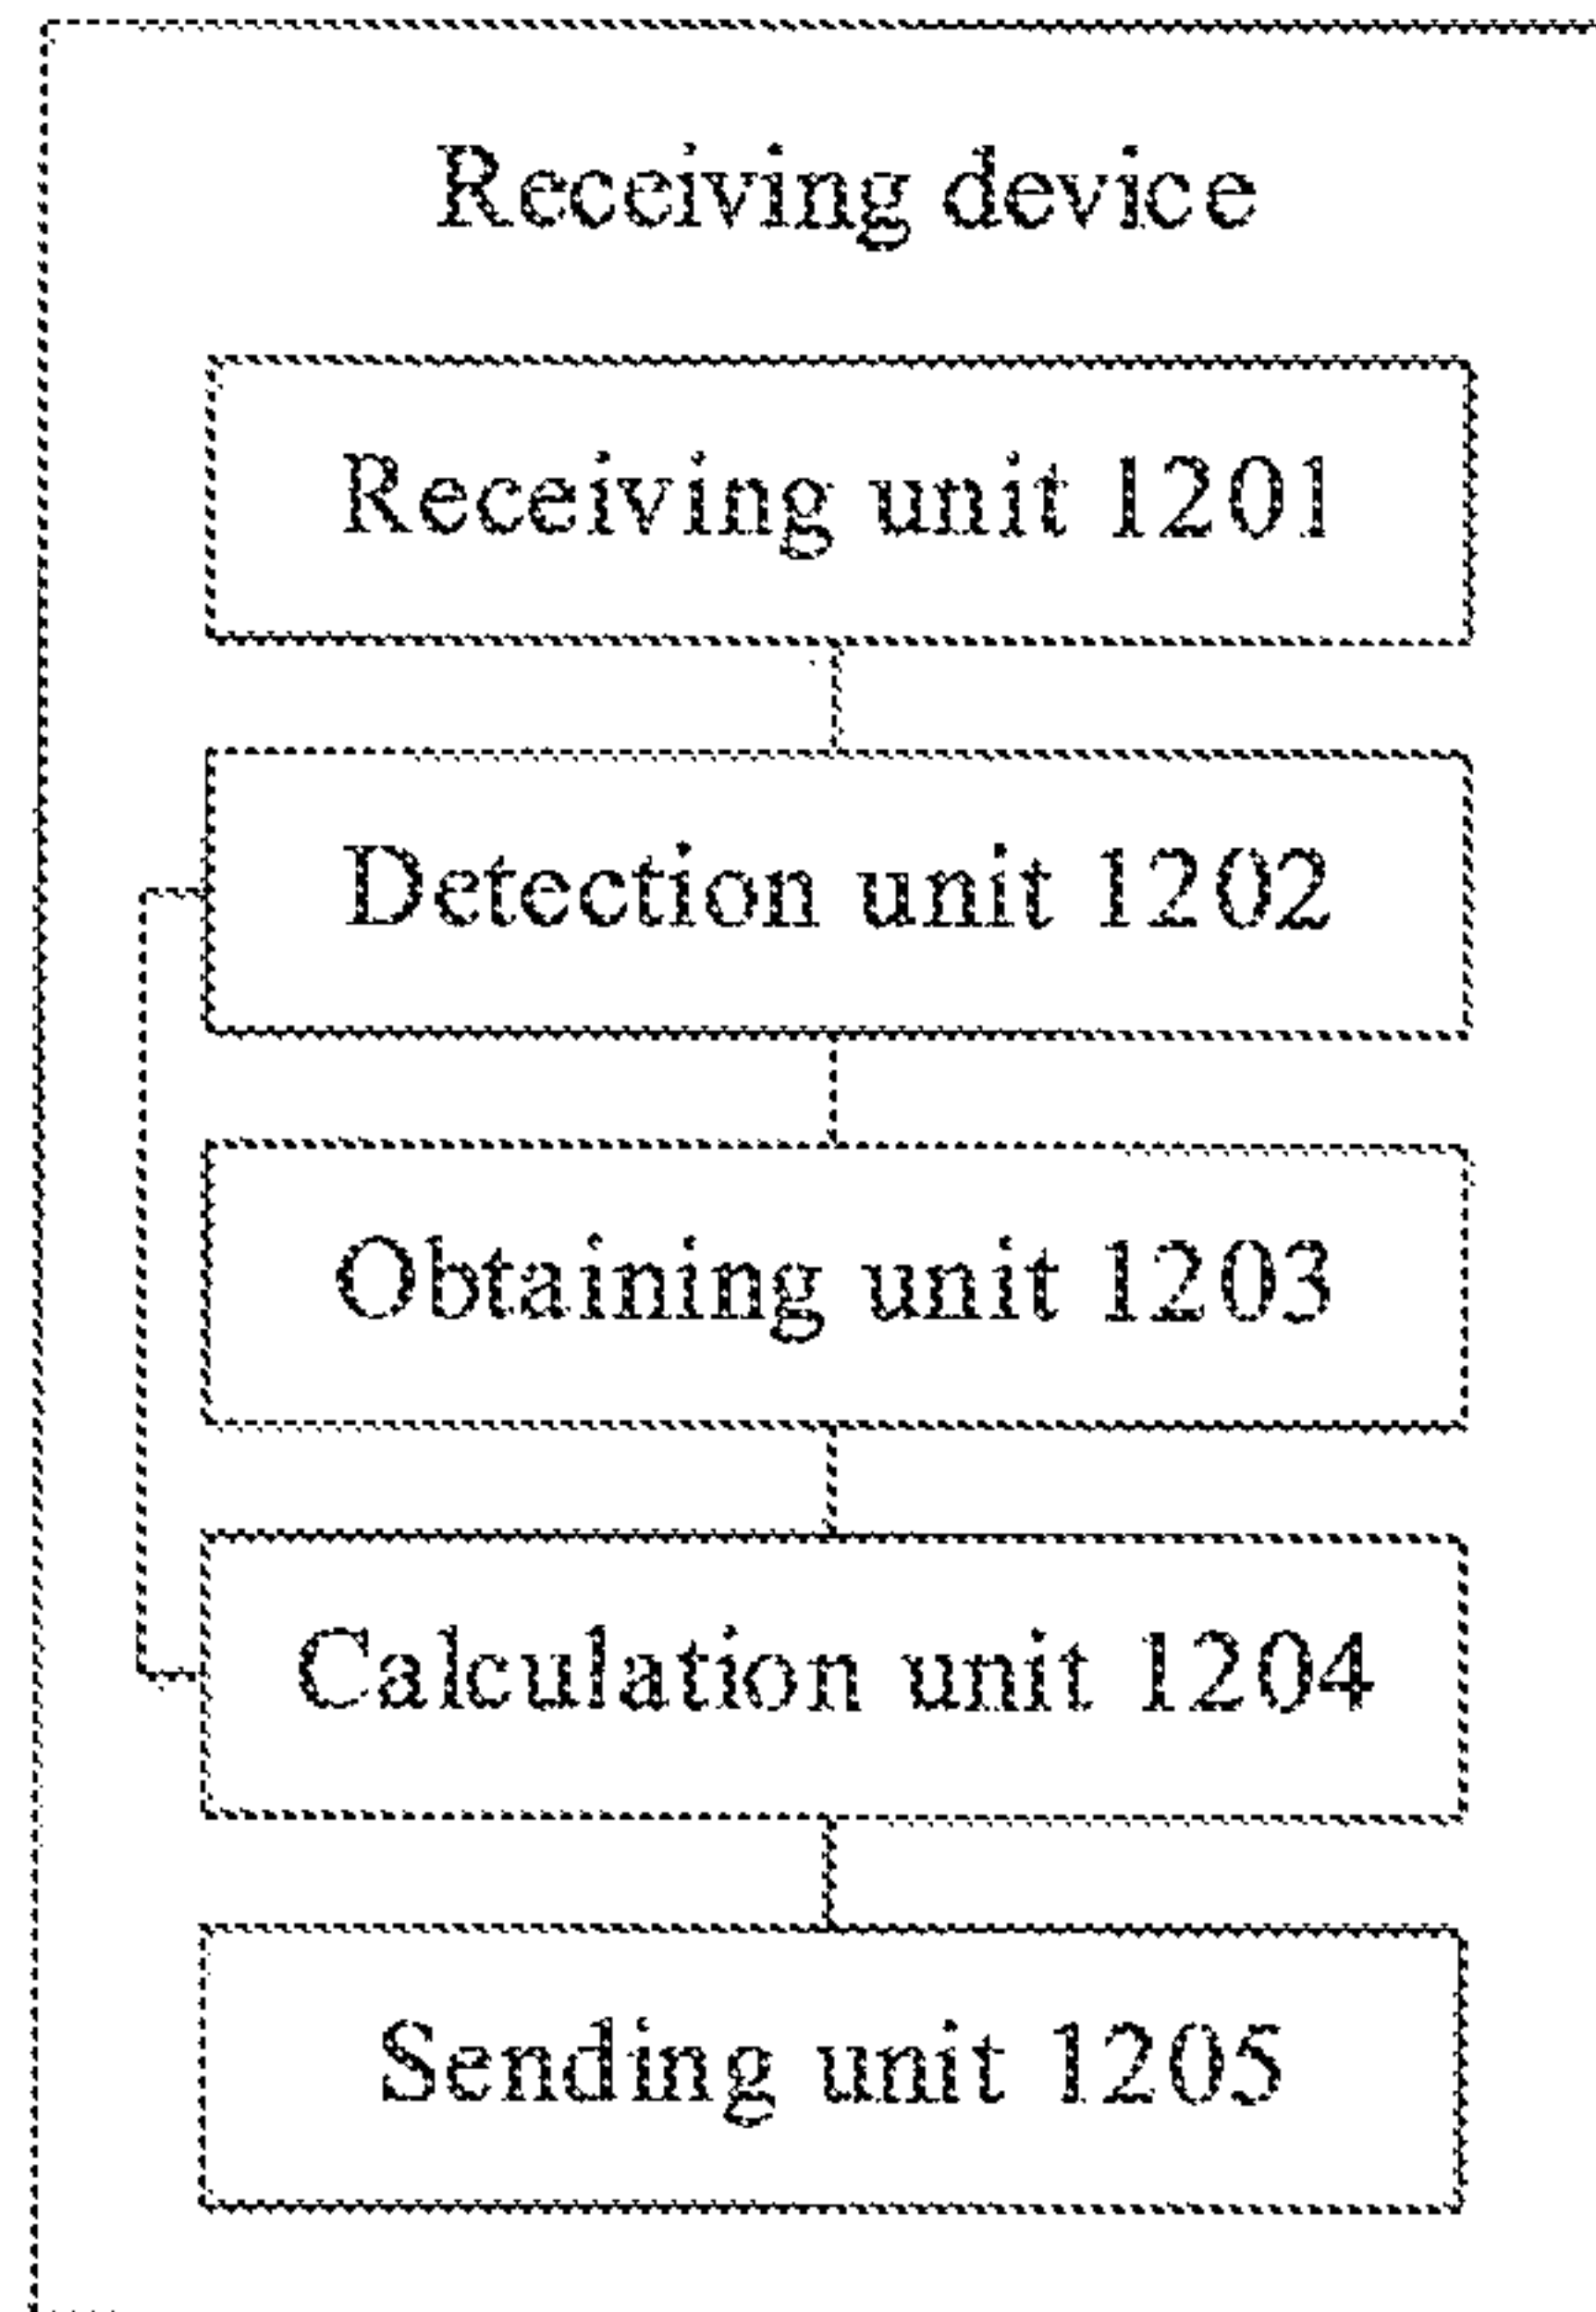 Receiving device
Receiving unit 1201
Detection unit 1202
Obtaining unit 1203
Calculation unit 1204
Sending unit 1205